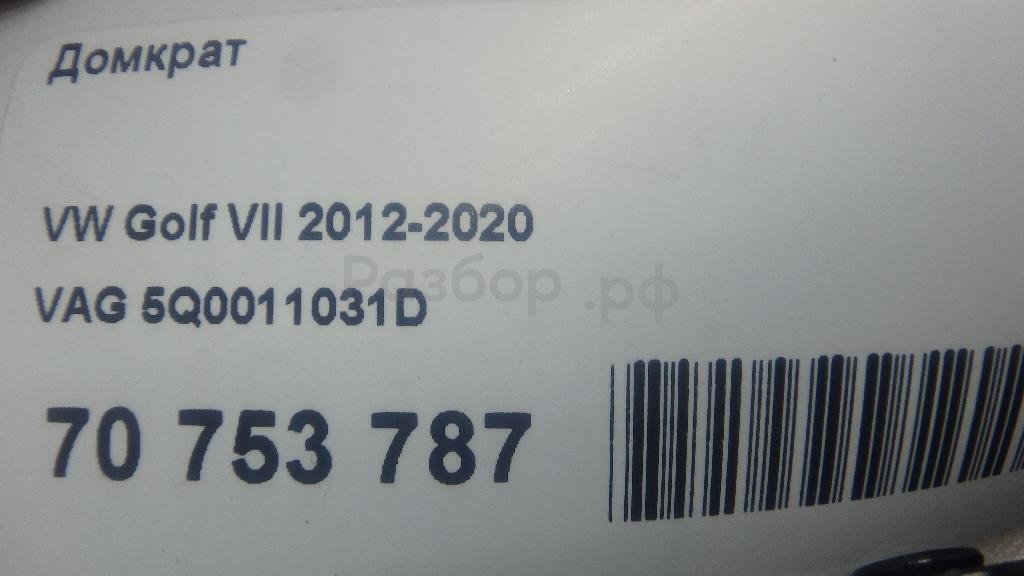 Домкрат
VW Golf VII 2012-2020
Разбор.рф
VAG 5Q0011031D
70 753 787